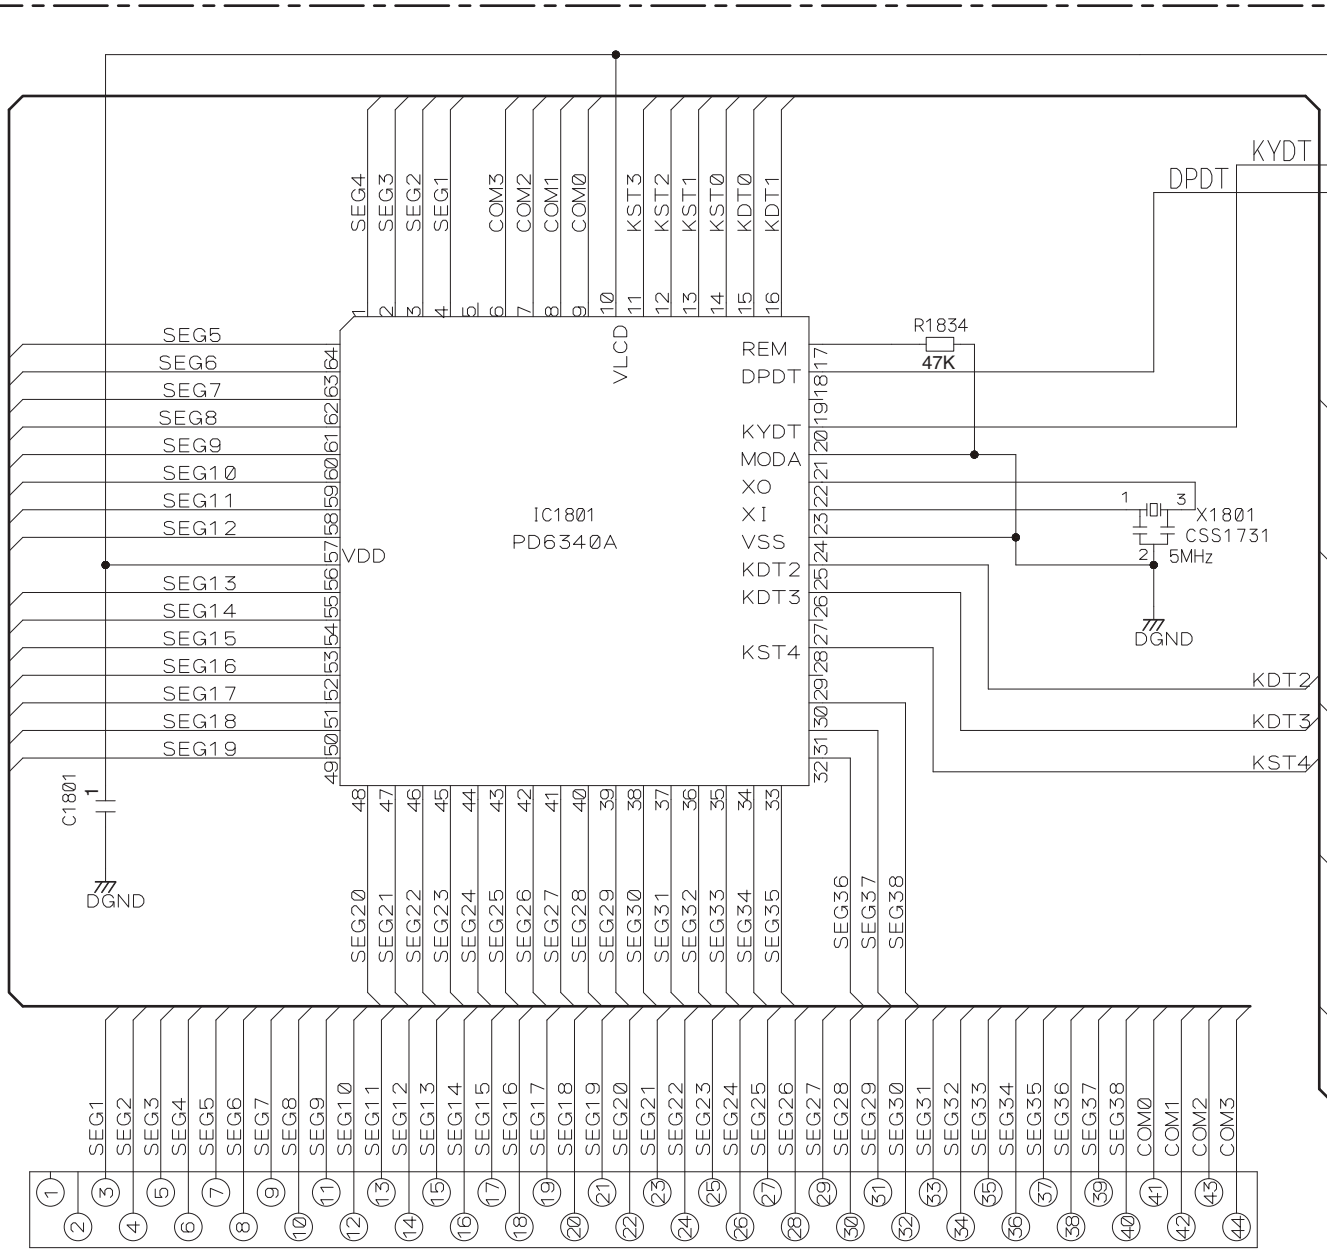 KYDT
DPDT
SEG4
SEG3
SEG2
SEG1
COM3
COM2
COM1
COM0
KST3
KST2
KST1
KST0
KDT0
KDT1
1
2
3
4
5
6
7
8
9
10
11
12
13
14
15
16
SEG5
SEG6
SEG7
SEG8
SEG9
SEG10
SEG11
SEG12
SEG13
SEG14
SEG15
SEG16
SEG17
SEG18
SEG19
64
63
62
61
60
59
58
57
56
55
54
53
52
51
50
49
VLCD
VDD
IC1801
PD6340A
REM
DPDT
KYDT
MODA
XO
XI
VSS
KDT2
KDT3
KST4
17
18
19
20
21
22
23
24
25
26
27
28
29
30
31
32
R1834
47K
1
3
X1801
CSS1731
2
5MHz
DGND
KDT2
KDT3
KST4
C1801
1
DGND
48
47
46
45
44
43
42
41
40
39
38
37
36
35
34
33
SEG20
SEG21
SEG22
SEG23
SEG24
SEG25
SEG26
SEG27
SEG28
SEG29
SEG30
SEG31
SEG32
SEG33
SEG34
SEG35
SEG36
SEG37
SEG38
SEG1
SEG2
SEG3
SEG4
SEG5
SEG6
SEG7
SEG8
SEG9
SEG10
SEG11
SEG12
SEG13
SEG14
SEG15
SEG16
SEG17
SEG18
SEG19
SEG20
SEG21
SEG22
SEG23
SEG24
SEG25
SEG26
SEG27
SEG28
SEG29
SEG30
SEG31
SEG32
SEG33
SEG34
SEG35
SEG36
SEG37
SEG38
COM0
COM1
COM2
COM3
1
3
5
7
9
11
13
15
17
19
21
23
25
27
29
31
33
35
37
39
41
43
2
4
6
8
10
12
14
16
18
20
22
24
26
28
30
32
34
36
38
40
42
44